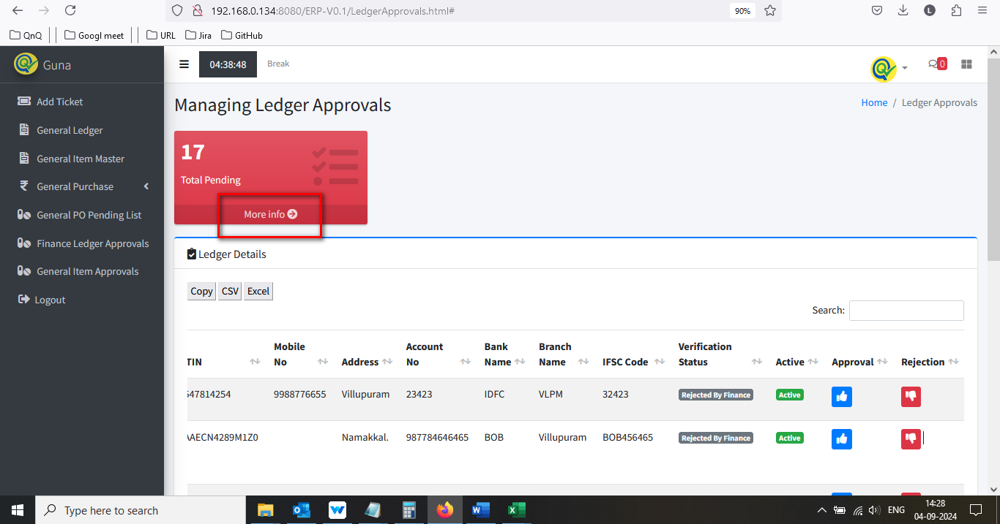 192.168.0.134:8080/ERP-V0.1/LedgerApprovals.html#
90%
L
QnQ
Googl meet
URL
Jira
GitHub
Guna
04:38:48
Break
0
Add Ticket
General Ledger
General Item Master
General Purchase
General PO Pending List
Finance Ledger Approvals
General Item Approvals
Logout
Managing Ledger Approvals
Home / Ledger Approvals
17
Total Pending
More info
Ledger Details
Copy CSV Excel
Search:
TIN Mobile No Address Account No Bank Name Branch Name IFSC Code Verification Status Active Approval Rejection
647814254 9988776655 Villupuram 23423 IDFC VLPM 32423 Rejected By Finance Active
AAECN4289M1Z0 Namakkal. 987784646465 BOB Villupuram BOB456465 Rejected By Finance Active
Type here to search
ENG
14:28
04-09-2024